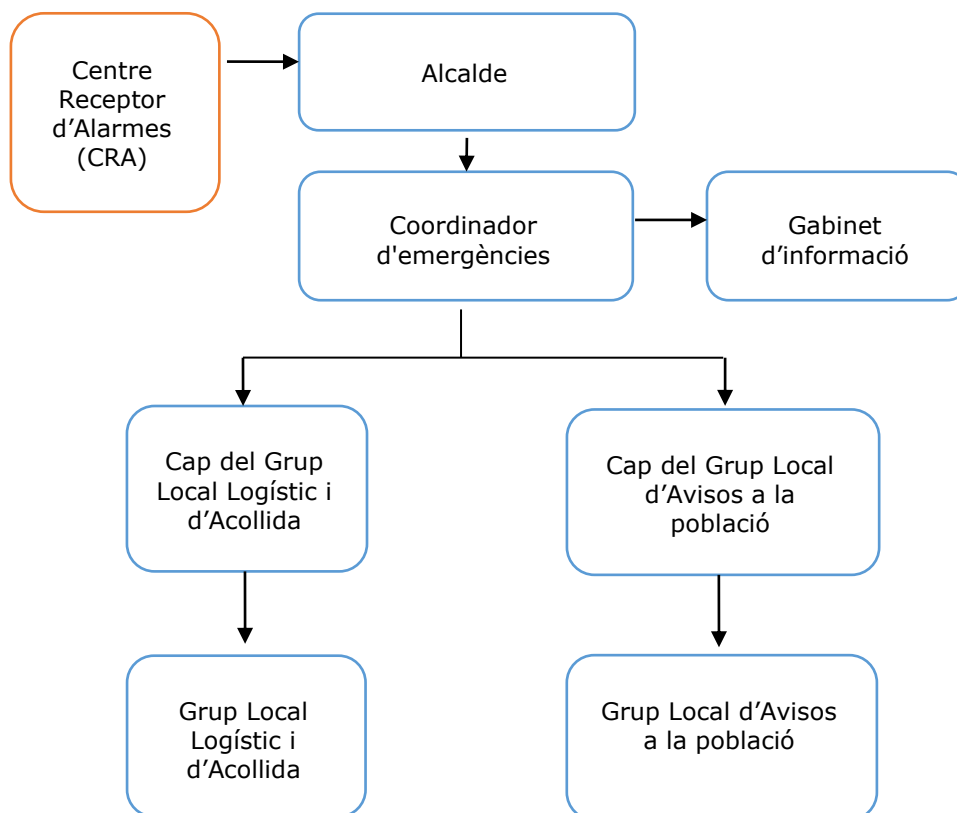 Centre
Receptor
d’Alarmes
(CRA)
Alcalde
Coordinador
d'emergències
Gabinet
d’informació
Cap del Grup
Local Logístic i
d’Acollida
Cap del Grup Local
d’Avisos a la
població
Grup Local
Logístic i
d’Acollida
Grup Local d’Avisos
a la població